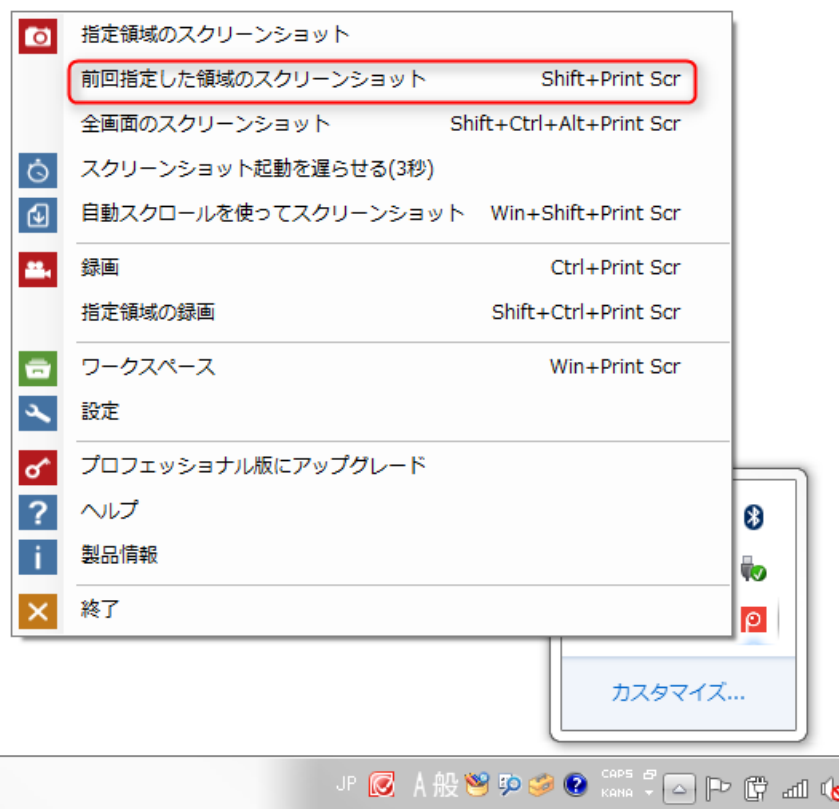 指定領域のスクリーンショット
前回指定した領域のスクリーンショット Shift+Print Scr
全画面のスクリーンショット Shift+Ctrl+Alt+Print Scr
スクリーンショット起動を遅らせる(3秒)
自動スクロールを使ってスクリーンショット Win+Shift+Print Scr
録画 Ctrl+Print Scr
指定領域の録画 Shift+Ctrl+Print Scr
ワークスペース Win+Print Scr
設定
プロフェッショナル版にアップグレード
ヘルプ
製品情報
終了
カスタマイズ...
JP A 般 CAPS
KANA